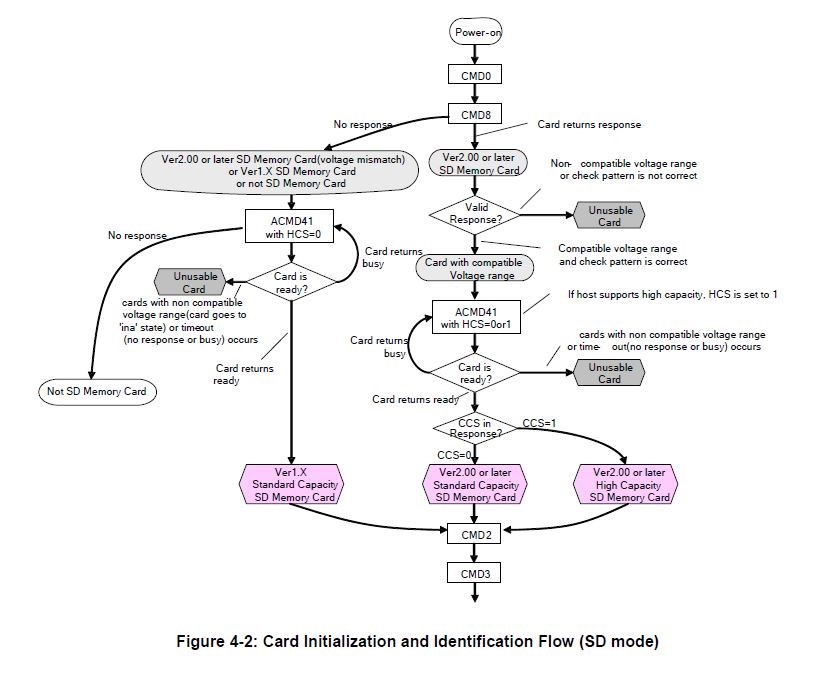 Power-on
CMD0
CMD8
No response
Card returns response
Ver2.00 or later SD Memory Card(voltage mismatch)
or Ver1.X SD Memory Card
or not SD Memory Card
Ver2.00 or later
SD Memory Card
Non- compatible voltage range
or check pattern is not correct
Valid
Response?
Unusable
Card
ACMD41
with HCS=0
No response
Card returns
busy
Compatible voltage range
and check pattern is correct
Card with compatible
Voltage range
Unusable
Card
Card is
ready?
cards with non compatible
voltage range(card goes to
'ina' state) or timeout
(no response or busy) occurs
If host supports high capacity, HCS is set to 1
ACMD41
with HCS=0or1
Card returns
busy
cards with non compatible voltage range
or time- out(no response or busy) occurs
Card is
ready?
Unusable
Card
Card returns
ready
Not SD Memory Card
Card returns ready
CCS in
Response?
CCS=1
CCS=0
Ver1.X
Standard Capacity
SD Memory Card
Ver2.00 or later
Standard Capacity
SD Memory Card
Ver2.00 or later
High Capacity
SD Memory Card
CMD2
CMD3
Figure 4-2: Card Initialization and Identification Flow (SD mode)